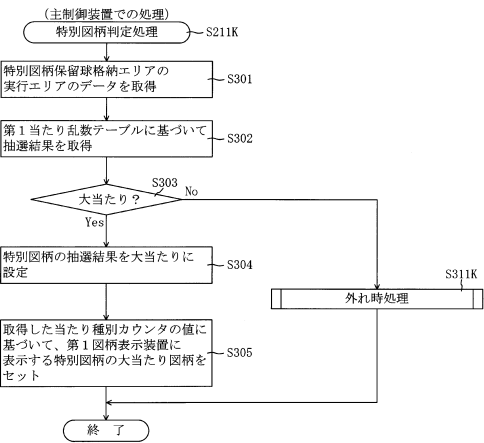 （主制御装置での処理）
特別図柄判定処理
S211K
特別図柄保留球格納エリアの
実行エリアのデータを取得
S301
第１当たり乱数テーブルに基づいて
抽選結果を取得
S302
S303
大当たり？
No
Yes
特別図柄の抽選結果を大当たりに
設定
S304
S311K
外れ時処理
取得した当たり種別カウンタの値に
基づいて、第１図柄表示装置に
表示する特別図柄の大当たり図柄を
セット
S305
終 了